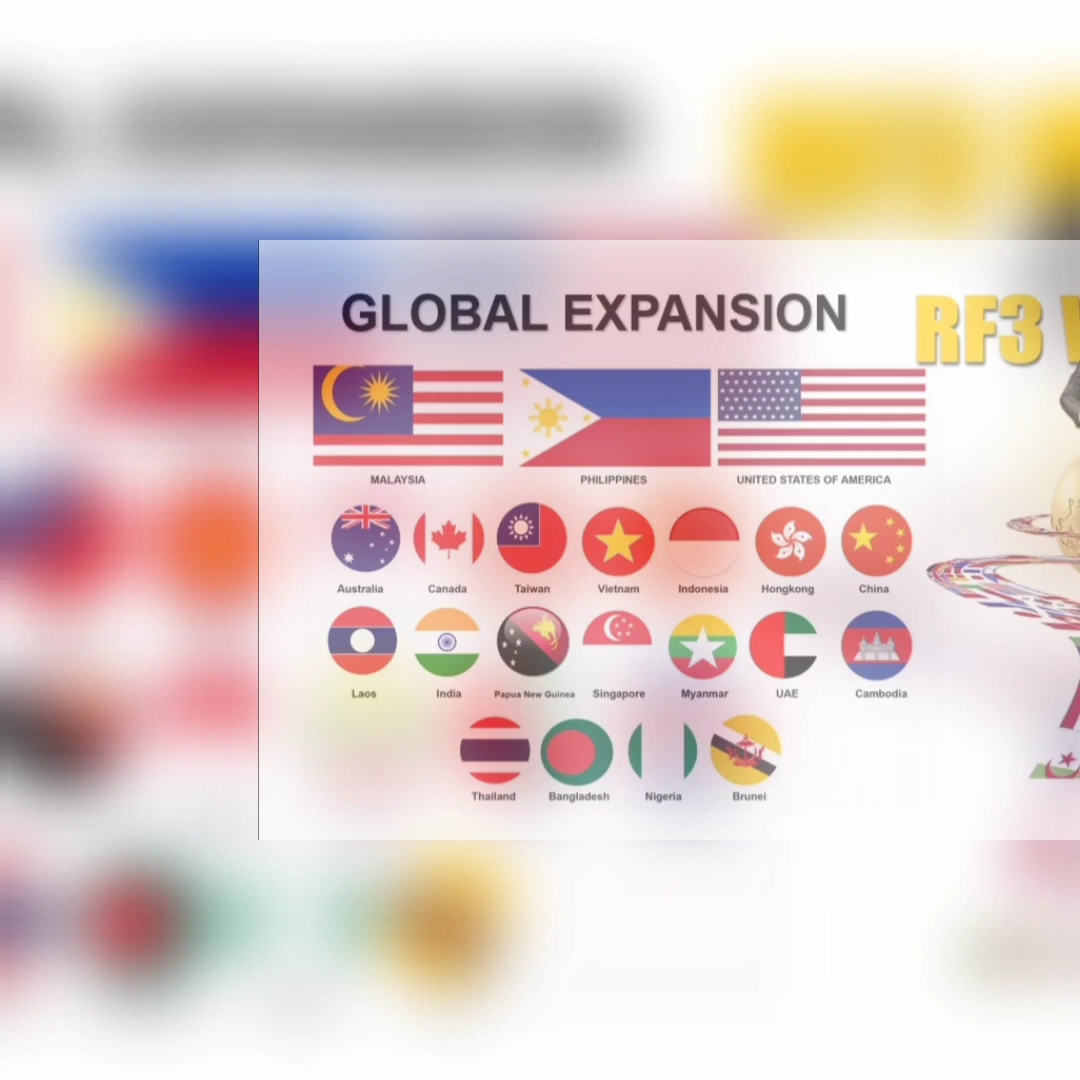 GLOBAL EXPANSION
RF3
MALAYSIA PHILIPPINES UNITED STATES OF AMERICA
Australia Canada Taiwan Vietnam Indonesia Hongkong China
Laos India Papua New Guinea Singapore Myanmar UAE Cambodia
Thailand Bangladesh Nigeria Brunei